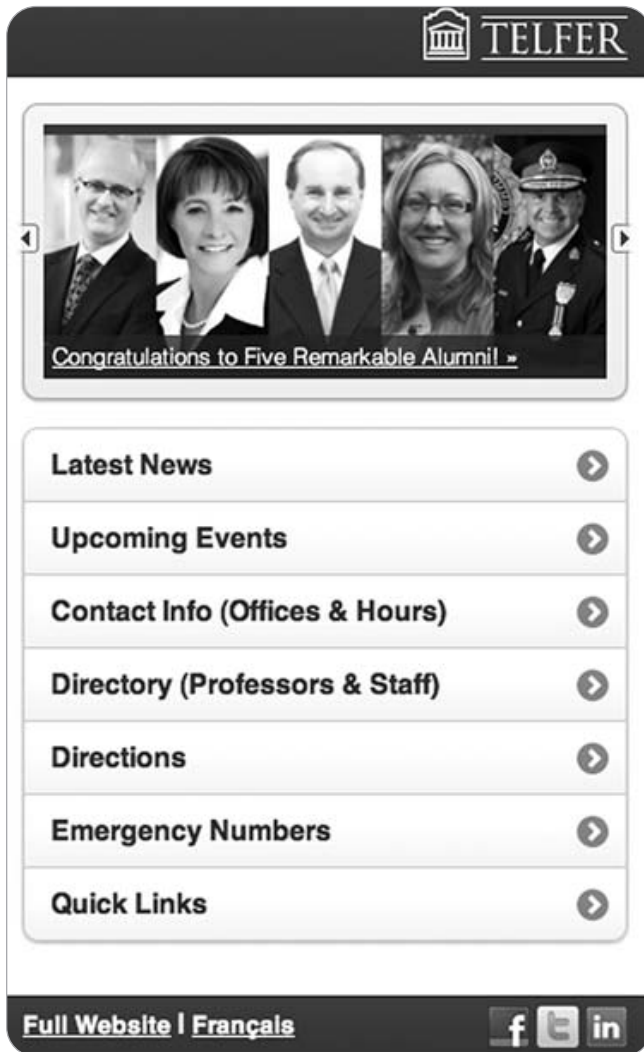 TELFER
Congratulations to Five Remarkable Alumni! »
Latest News
Upcoming Events
Contact Info (Offices & Hours)
Directory (Professors & Staff)
Directions
Emergency Numbers
Quick Links
Full Website | Français f t in